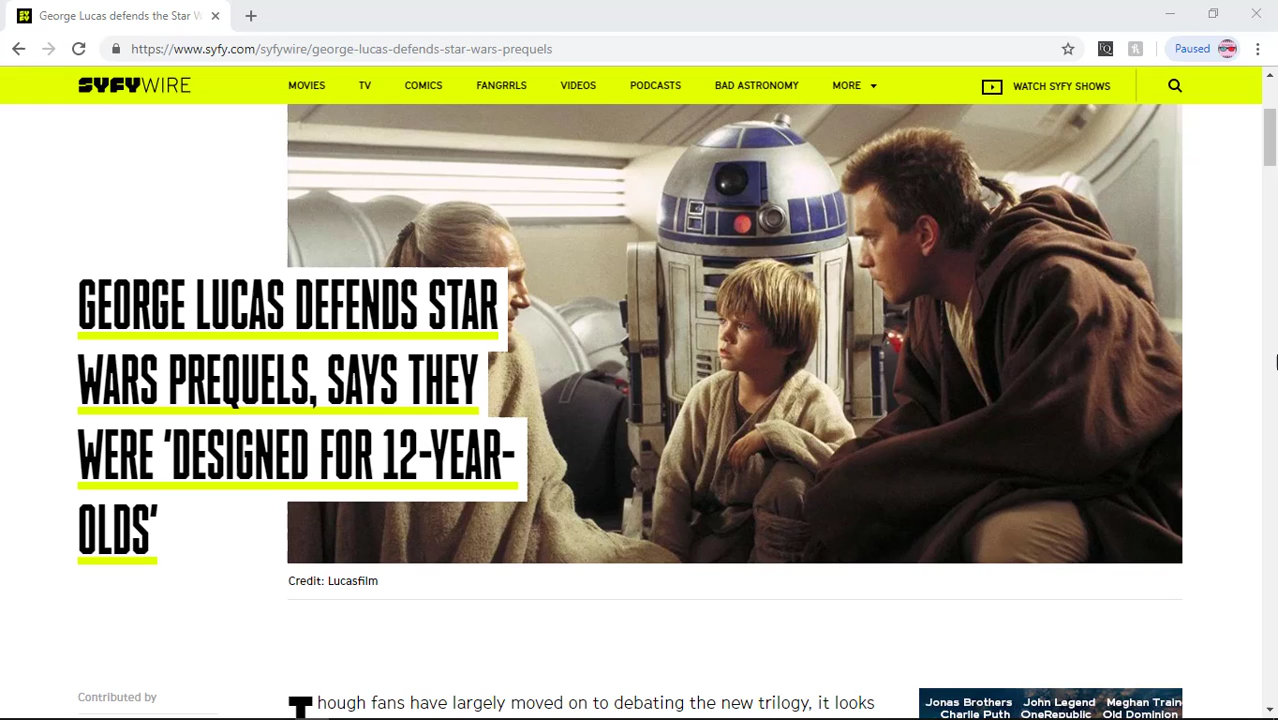 George Lucas defends the Star W
https://www.syfy.com/syfywire/george-lucas-defends-star-wars-prequels
Paused
SYFYWIRE
MOVIES
TV
COMICS
FANGRRLS
VIDEOS
PODCASTS
BAD ASTRONOMY
MORE
WATCH SYFY SHOWS
GEORGE LUCAS DEFENDS STAR
WARS PREQUELS, SAYS THEY
WERE ‘DESIGNED FOR 12-YEAR-
OLDS’
Credit: Lucasfilm
Contributed by
Though fans have largely moved on to debating the new trilogy, it looks
Jonas Brothers John Legend Meghan Train
Charlie Puth OneRepublic Old Dominion